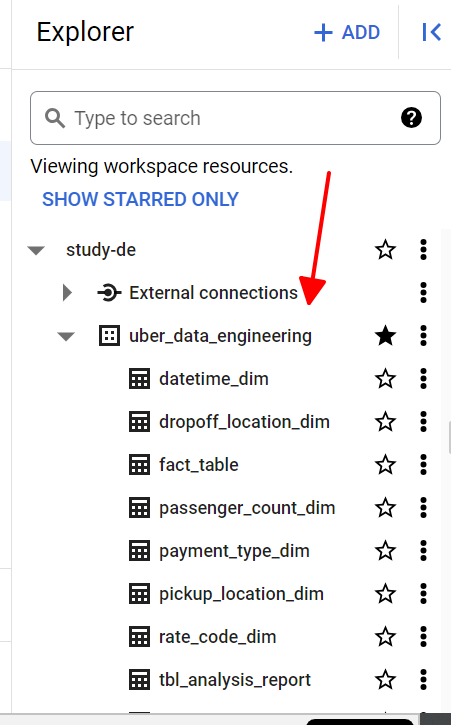 Explorer
+ ADD
Type to search
Viewing workspace resources.
SHOW STARRED ONLY
study-de
External connections
uber_data_engineering
datetime_dim
dropoff_location_dim
fact_table
passenger_count_dim
payment_type_dim
pickup_location_dim
rate_code_dim
tbl_analysis_report